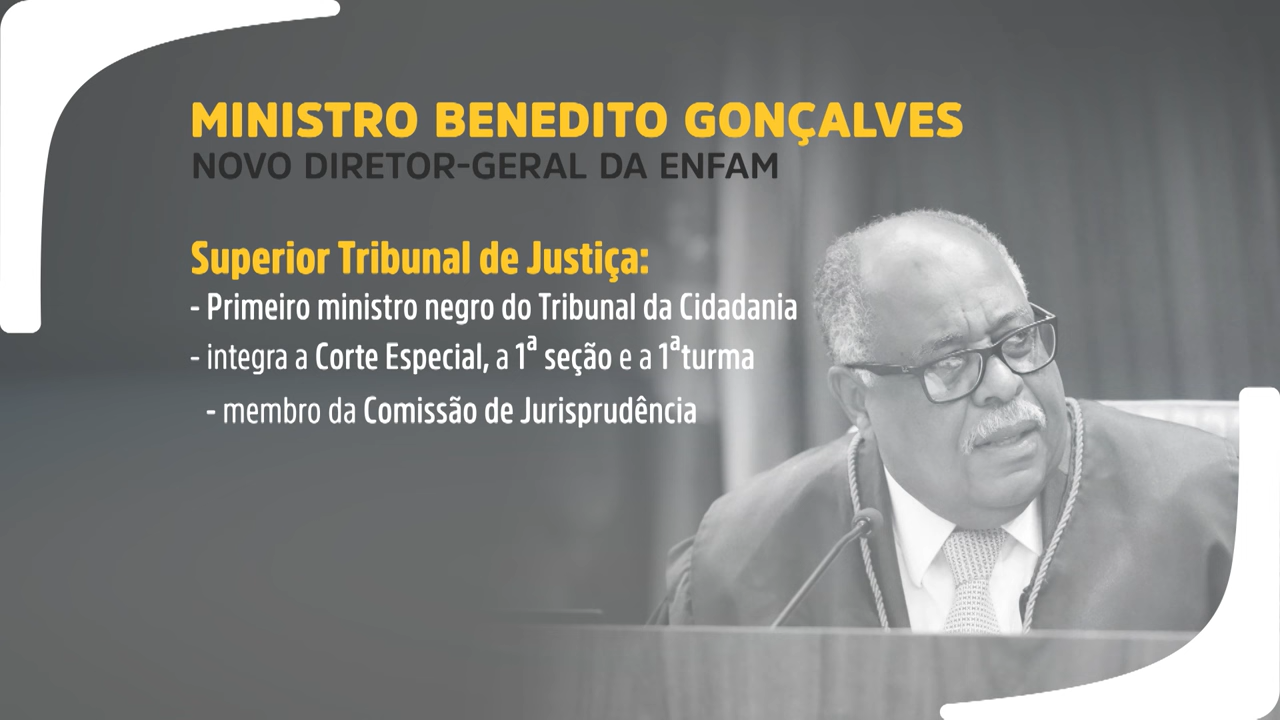 MINISTRO BENEDITO GONÇALVES
NOVO DIRETOR-GERAL DA ENFAM
Superior Tribunal de Justiça:
- Primeiro ministro negro do Tribunal da Cidadania
- integra a Corte Especial, a 1ª seção e a 1ªturma
- membro da Comissão de Jurisprudência